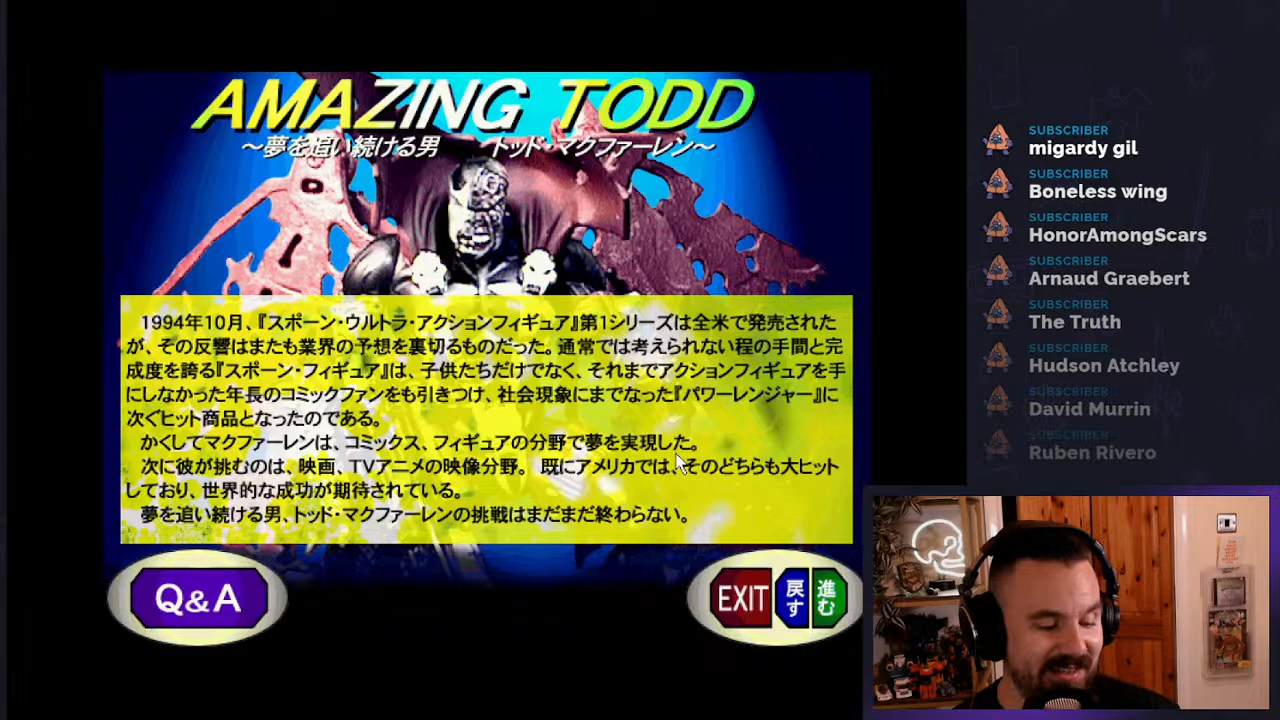 AMAZING TODD
～夢を追い続ける男　トッド・マクファーレン～
1994年10月、『スポーン・ウルトラ・アクションフィギュア』第1シリーズは全米で発売された
が、その反響はまたも業界の予想を裏切るものだった。通常では考えられない程の手間と完
成度を誇る『スポーン・フィギュア』は、子供たちだけでなく、それまでアクションフィギュアを手
にしなかった年長のコミックファンをも引きつけ、社会現象にまでなった『パワーレンジャー』に
次ぐヒット商品となったのである。
かくしてマクファーレンは、コミックス、フィギュアの分野で夢を実現した。
次に彼が挑むのは、映画、TVアニメの映像分野。 既にアメリカでは、そのどちらも大ヒット
しており、世界的な成功が期待されている。
夢を追い続ける男、トッド・マクファーレンの挑戦はまだまだ終わらない。
Q&A
EXIT
戻す
進む
SUBSCRIBER
migardy gil
SUBSCRIBER
Boneless wing
SUBSCRIBER
HonorAmongScars
SUBSCRIBER
Arnaud Graebert
SUBSCRIBER
The Truth
SUBSCRIBER
Hudson Atchley
SUBSCRIBER
David Murrin
SUBSCRIBER
Ruben Rivero